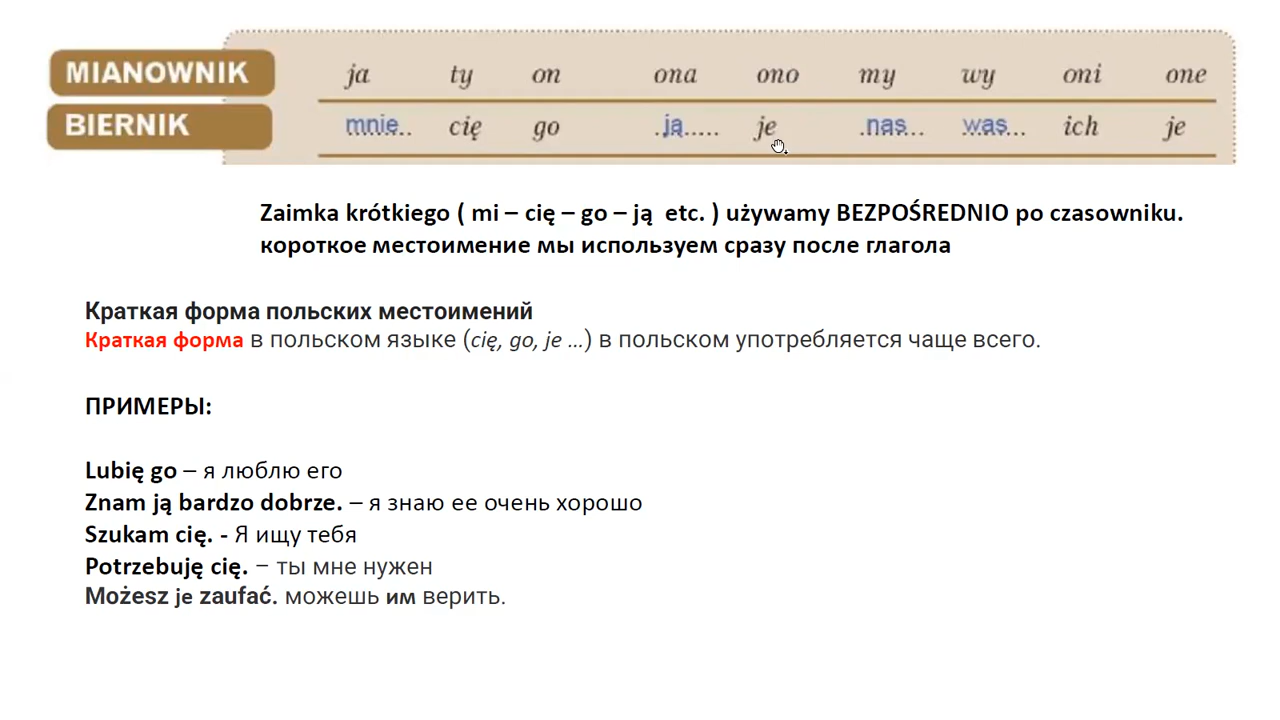 MIANOWNIK ja ty on ona ono my wy oni one
BIERNIK mnie.. cię go .ją..... je .nas... was... ich je
Zaimka krótkiego ( mi – cię – go – ją etc. ) używamy BEZPOŚREDNIO po czasowniku.
короткое местоимение мы используем сразу после глагола
Краткая форма польских местоимений
Краткая форма в польском языке (cię, go, je ...) в польском употребляется чаще всего.
ПРИМЕРЫ:
Lubię go – я люблю его
Znam ją bardzo dobrze. – я знаю ее очень хорошо
Szukam cię. - Я ищу тебя
Potrzebuję cię. – ты мне нужен
Możesz je zaufać. можешь им верить.